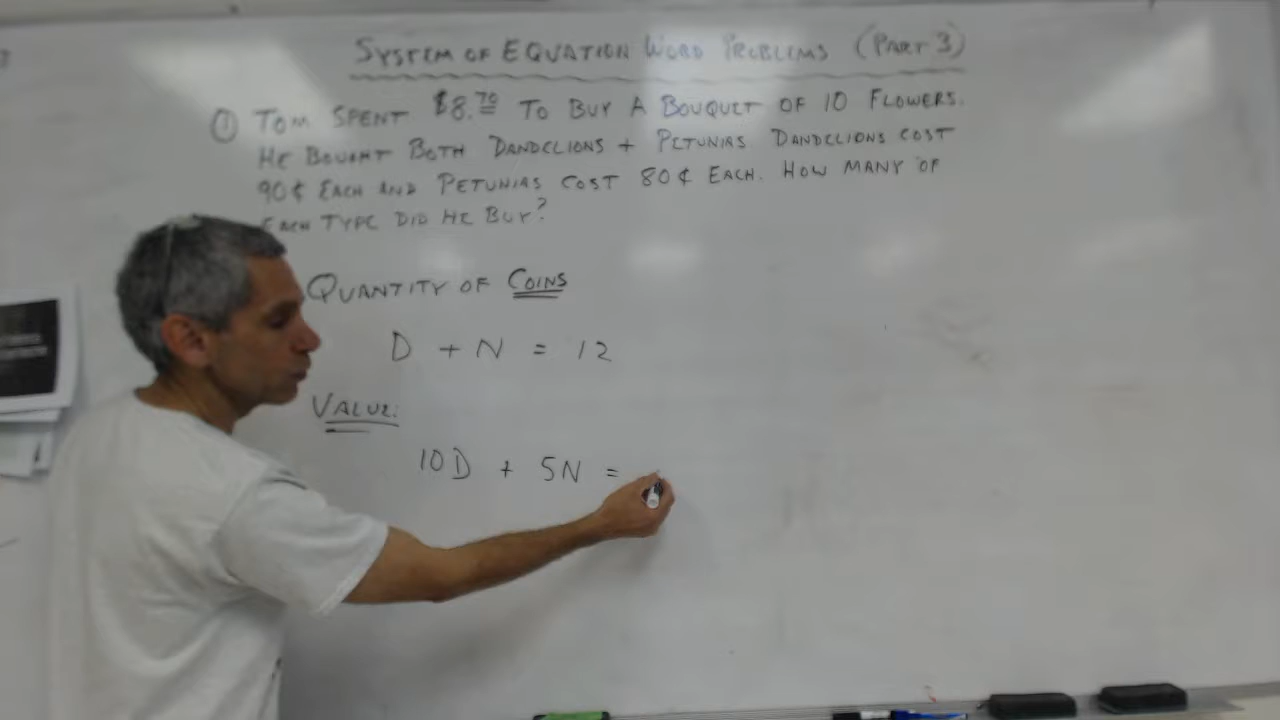 SYSTEM OF EQUATION WORD PROBLEMS (PART 3)
① TOM SPENT $8.70 TO BUY A BOUQUET OF 10 FLOWERS.
HE BOUGHT BOTH DANDELIONS + PETUNIAS DANDELIONS COST
90¢ EACH AND PETUNIAS COST 80¢ EACH. HOW MANY OF
EACH TYPE DID HE BUY?
QUANTITY OF COINS
D + N = 12
VALUE:
10D + 5N =